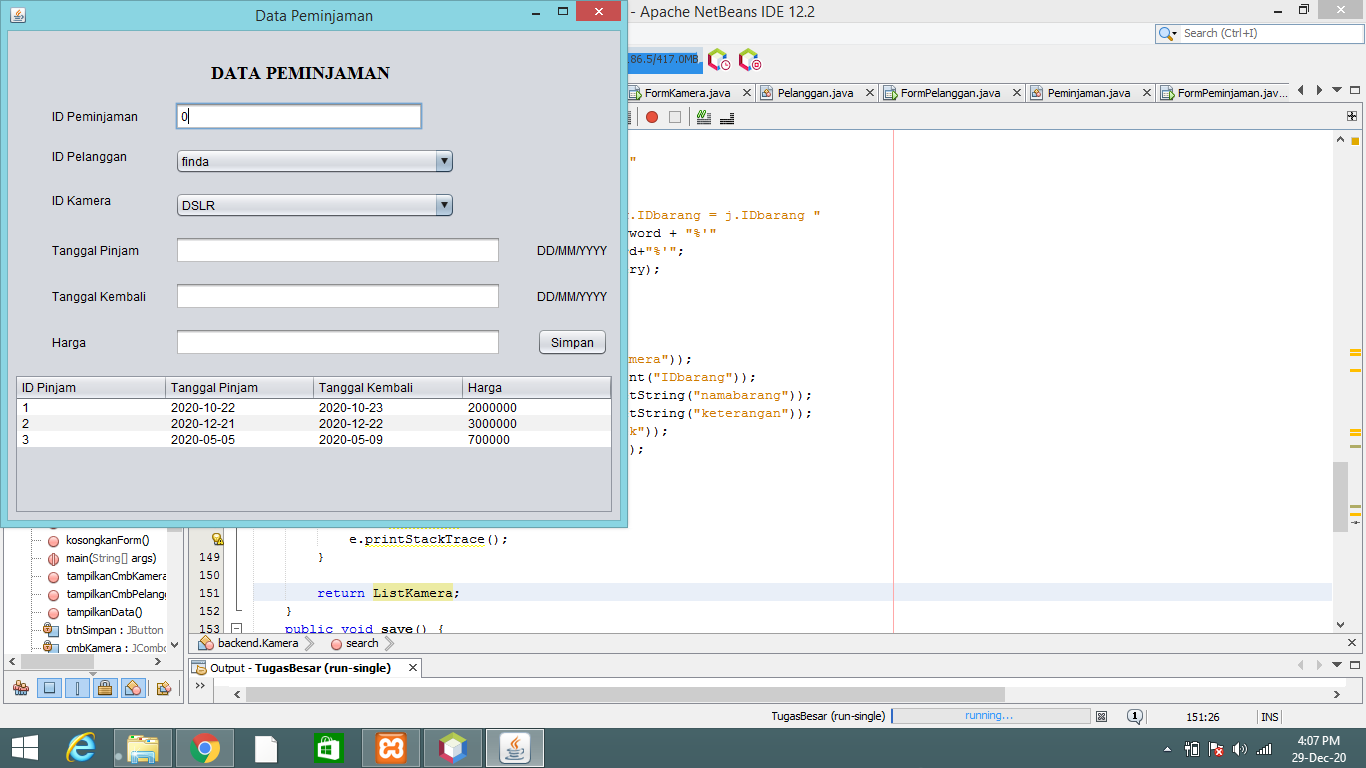 Data Peminjaman
DATA PEMINJAMAN
ID Peminjaman 0
ID Pelanggan finda
ID Kamera DSLR
Tanggal Pinjam DD/MM/YYYY
Tanggal Kembali DD/MM/YYYY
Harga Simpan
ID Pinjam Tanggal Pinjam Tanggal Kembali Harga
1 2020-10-22 2020-10-23 2000000
2 2020-12-21 2020-12-22 3000000
3 2020-05-05 2020-05-09 700000
- Apache NetBeans IDE 12.2
Search (Ctrl+I)
86.5/417.0MB
FormKamera.java Pelanggan.java FormPelanggan.java Peminjaman.java FormPeminjaman.jav...
"
.IDbarang = j.IDbarang "
word + "%'"
d+"%'";
ry);
mera"));
nt("IDbarang"));
tString("namabarang"));
tString("keterangan"));
k"));
);
e.printStackTrace();
149 }
150
151 return ListKamera;
152 }
153 public void save() {
kosongkanForm()
main(String[] args)
tampilkanCmbKamera
tampilkanCmbPelangg
tampilkanData()
btnSimpan : JButton
cmbKamera : JCombo
backend.Kamera search
Output - TugasBesar (run-single)
TugasBesar (run-single) running... 1 151:26 INS
4:07 PM
29-Dec-20